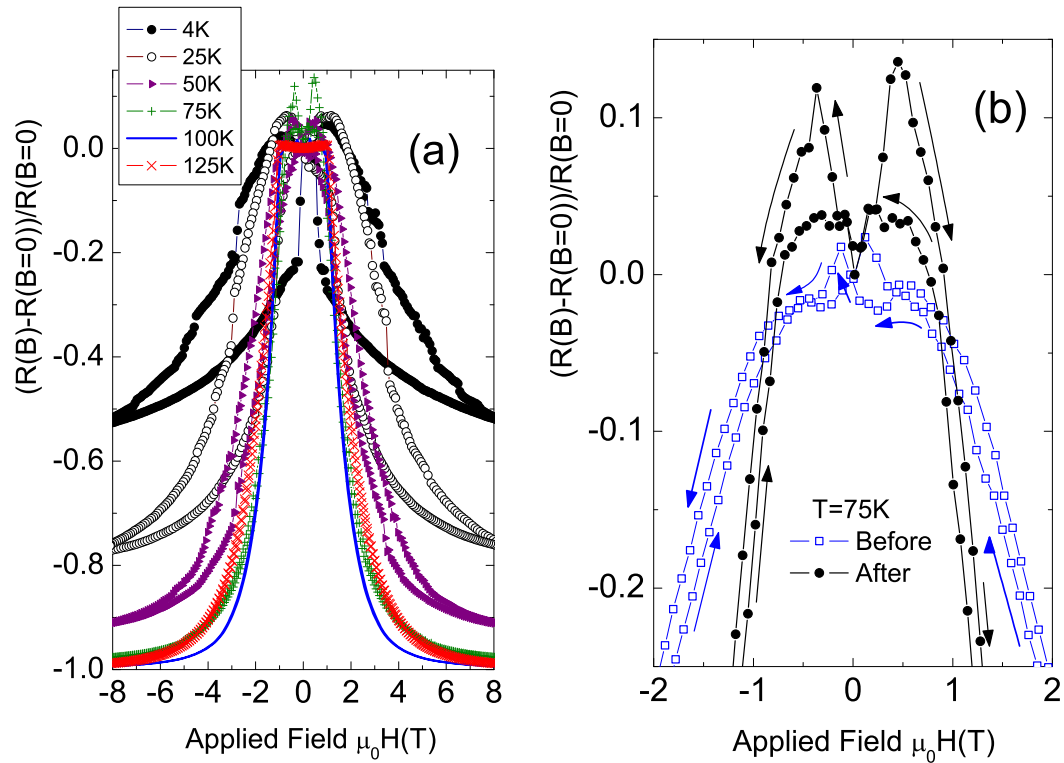 4K
25K
50K
75K
100K
125K
(a)
(R(B)-R(B=0))/R(B=0)
0.0
-0.2
-0.4
-0.6
-0.8
-1.0
-8 -6 -4 -2 0 2 4 6 8
Applied Field μ0H(T)
(b)
(R(B)-R(B=0))/R(B=0)
0.1
0.0
-0.1
-0.2
T=75K
Before
After
-2 -1 0 1 2
Applied Field μ0H(T)